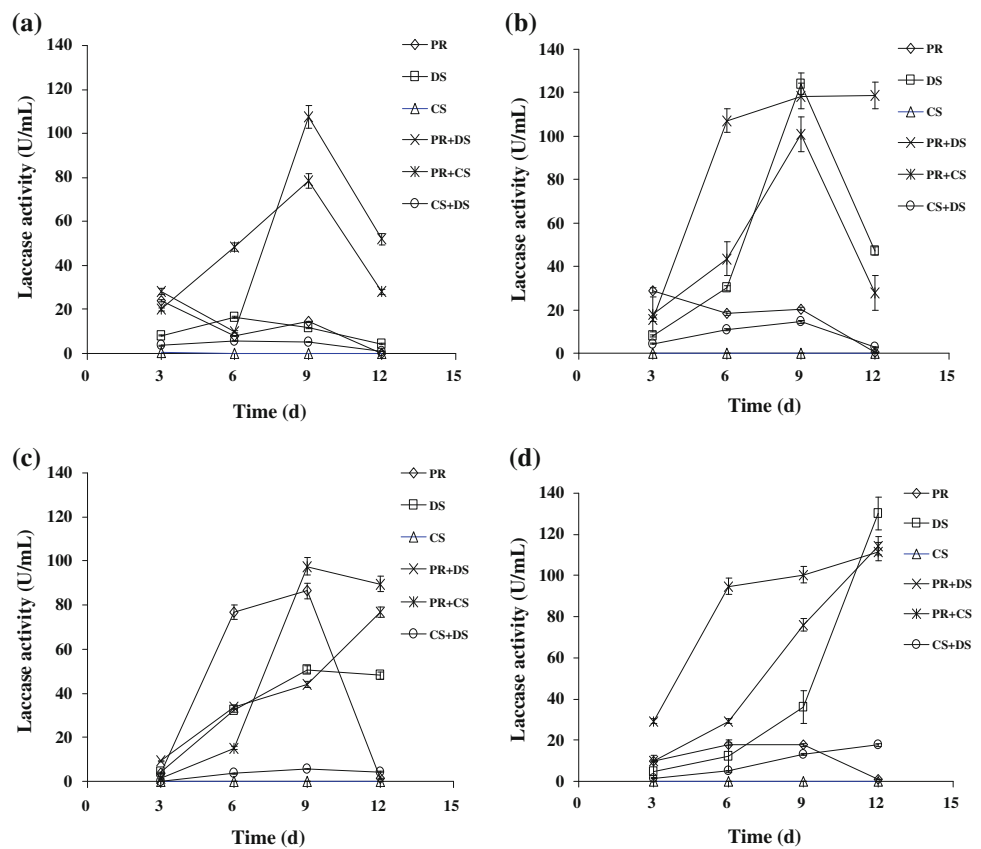 (a)
140
120
100
80
60
40
20
0
Laccase activity (U/mL)
0 3 6 9 12 15
Time (d)
PR
DS
CS
PR+DS
PR+CS
CS+DS
(b)
140
120
100
80
60
40
20
0
Laccase activity (U/mL)
0 3 6 9 12 15
Time (d)
PR
DS
CS
PR+DS
PR+CS
CS+DS
(c)
140
120
100
80
60
40
20
0
Laccase activity (U/mL)
0 3 6 9 12 15
Time (d)
PR
DS
CS
PR+DS
PR+CS
CS+DS
(d)
140
120
100
80
60
40
20
0
Laccase activity (U/mL)
0 3 6 9 12 15
Time (d)
PR
DS
CS
PR+DS
PR+CS
CS+DS